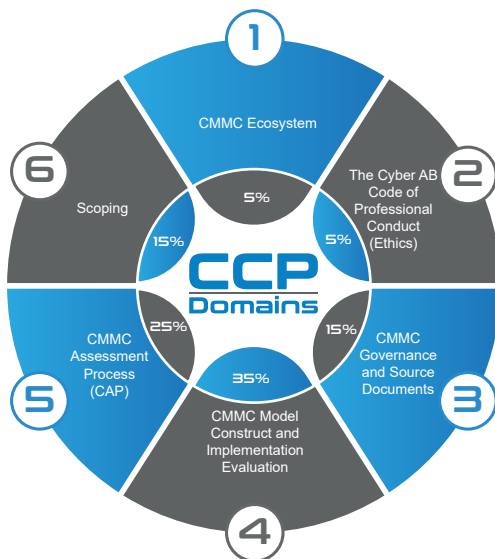 1
CMMC Ecosystem
5%
2
The Cyber AB
Code of
Professional
Conduct
(Ethics)
5%
3
CMMC
Governance
and Source
Documents
15%
4
CMMC Model
Construct and
Implementation
Evaluation
35%
5
CMMC
Assessment
Process
(CAP)
25%
6
Scoping
15%
CCP
Domains